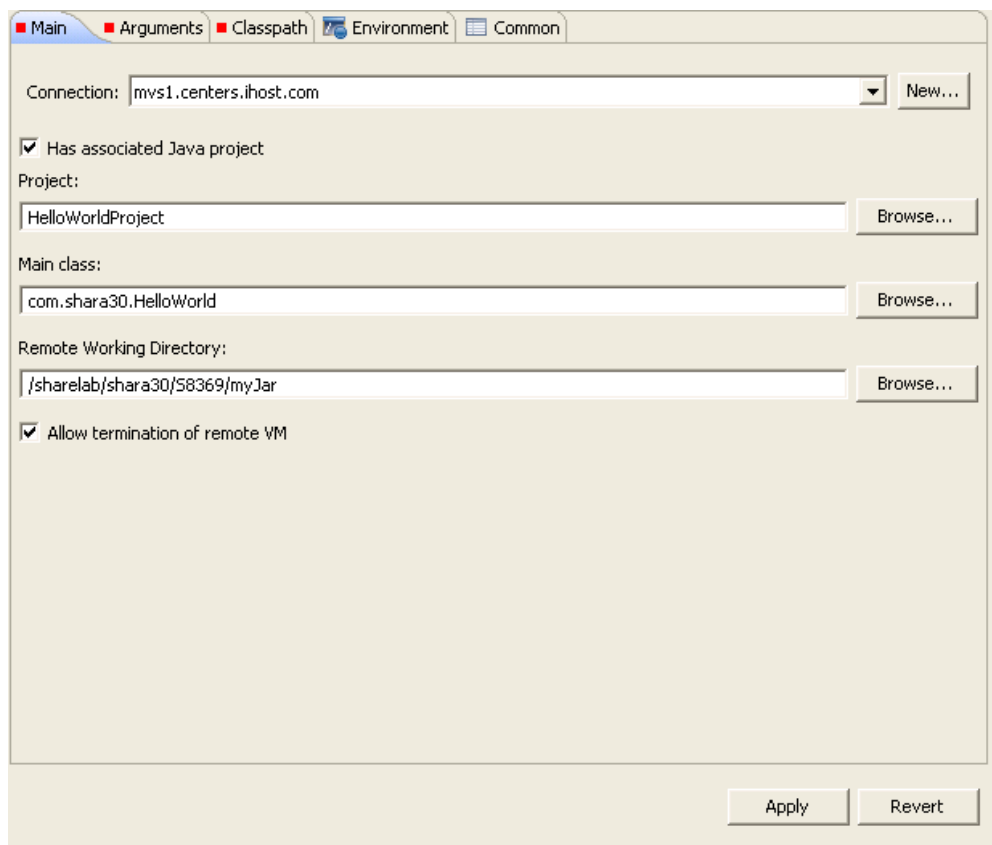 Main Arguments Classpath Environment Common
Connection: mvs1.centers.ihost.com New...
Has associated Java project
Project:
HelloWorldProject Browse...
Main class:
com.shara30.HelloWorld Browse...
Remote Working Directory:
/sharelab/shara30/S8369/myJar Browse...
Allow termination of remote VM
Apply Revert